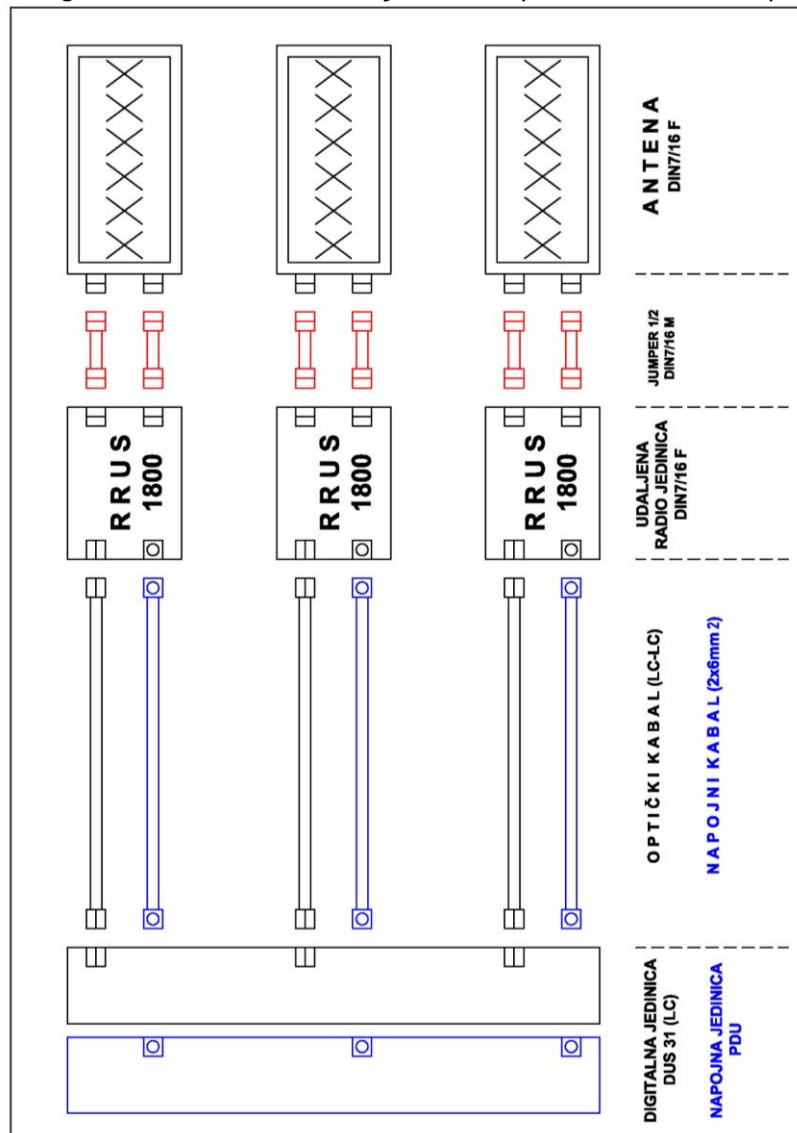 ANTENA
DIN7/16 F
JUMPER 1/2
DIN7/16 M
RRUS
1800
RRUS
1800
RRUS
1800
UDALJENA
RADIO JEDINICA
DIN7/16 F
OPTIČKI KABAL (LC-LC)
NAPOJNI KABAL (2x6mm2)
DIGITALNA JEDINICA
DUS 31 (LC)
NAPOJNA JEDINICA
PDU